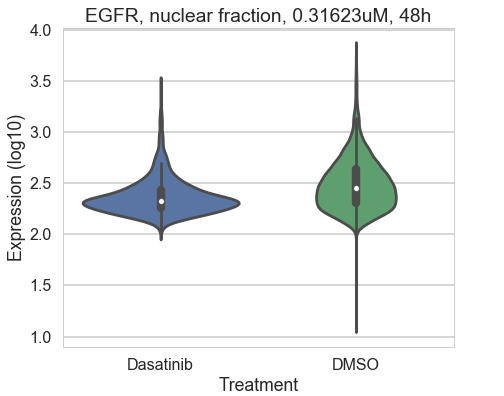 EGFR, nuclear fraction, 0.31623uM, 48h
4.0
3.5
3.0
2.5
2.0
1.5
1.0
Expression (log10)
Dasatinib DMSO
Treatment